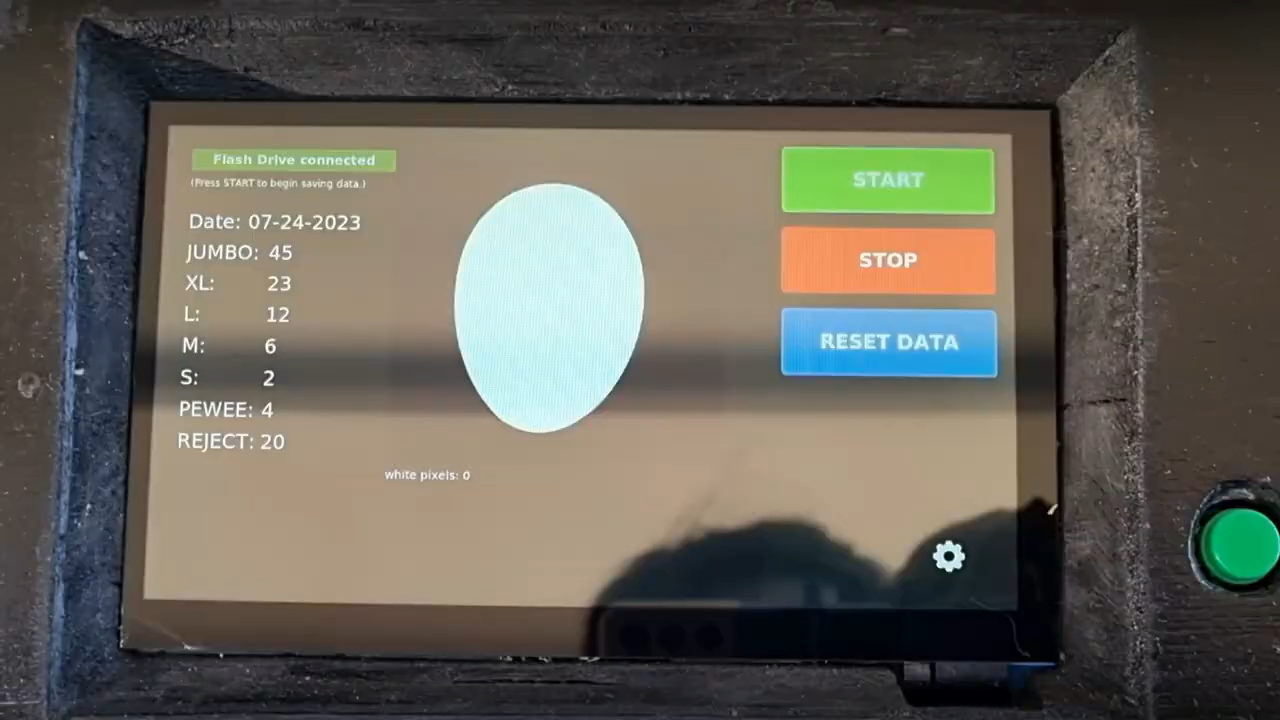 Flash Drive connected
(Press START to begin saving data.)
Date: 07-24-2023
JUMBO: 45
XL: 23
L: 12
M: 6
S: 2
PEWEE: 4
REJECT: 20
white pixels: 0
START
STOP
RESET DATA